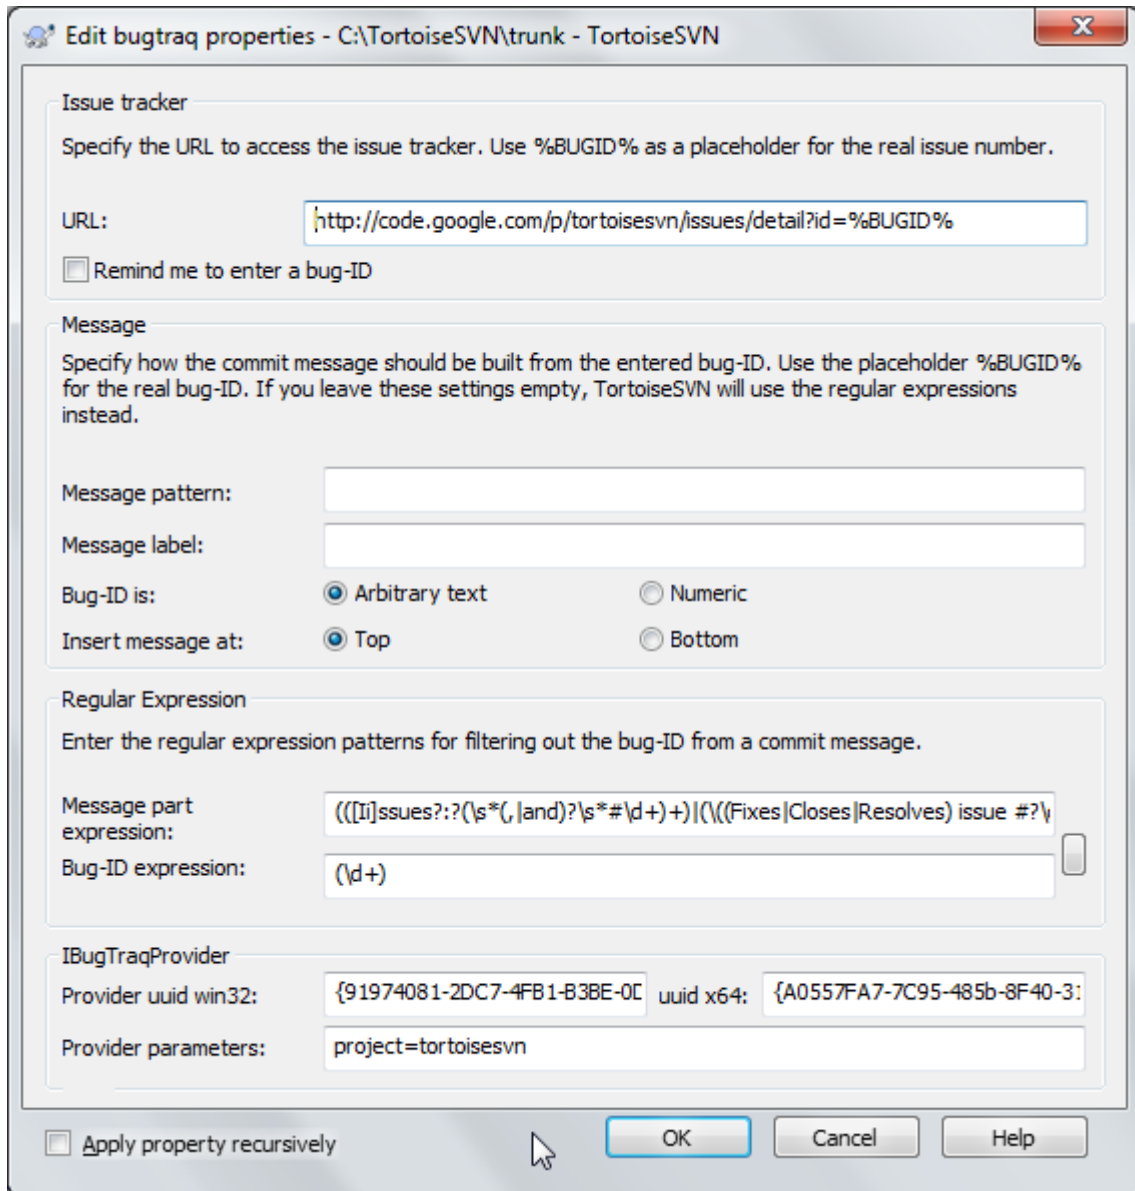 Edit bugtraq properties - C:\TortoiseSVN\trunk - TortoiseSVN
Issue tracker
Specify the URL to access the issue tracker. Use %BUGID% as a placeholder for the real issue number.
URL: http://code.google.com/p/tortoisesvn/issues/detail?id=%BUGID%
Remind me to enter a bug-ID
Message
Specify how the commit message should be built from the entered bug-ID. Use the placeholder %BUGID%
for the real bug-ID. If you leave these settings empty, TortoiseSVN will use the regular expressions
instead.
Message pattern:
Message label:
Bug-ID is: Arbitrary text Numeric
Insert message at: Top Bottom
Regular Expression
Enter the regular expression patterns for filtering out the bug-ID from a commit message.
Message part
expression:
(([Ii]ssues?:?(\s*(,|and)?\s*#\d+)+)|(\((Fixes|Closes|Resolves) issue #?\
Bug-ID expression: (\d+)
IBugTraqProvider
Provider uuid win32: {91974081-2DC7-4FB1-B3BE-0D uuid x64: {A0557FA7-7C95-485b-8F40-31
Provider parameters: project=tortoisesvn
Apply property recursively OK Cancel Help